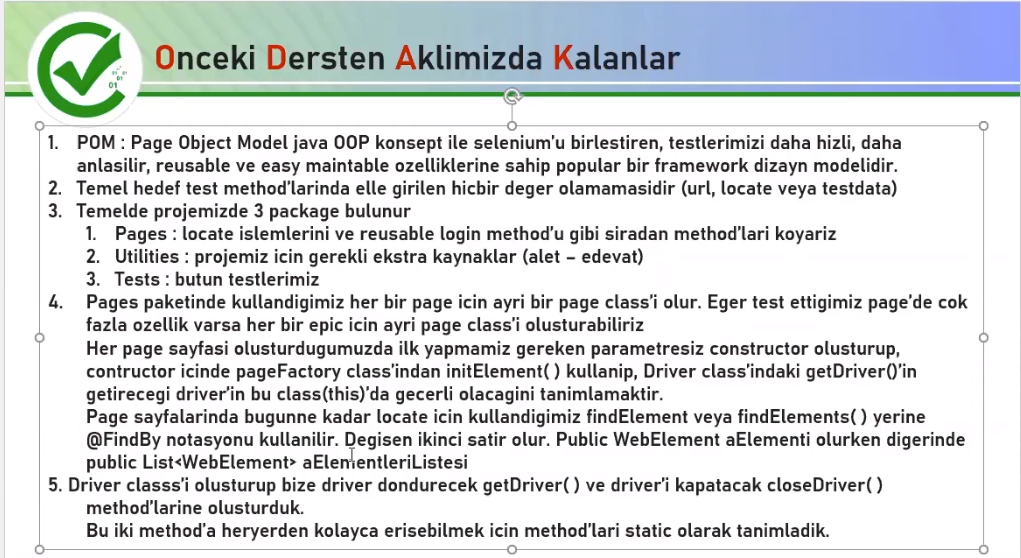 Onceki Dersten Aklimizda Kalanlar
01 01
01
01
1. POM : Page Object Model java OOP konsept ile selenium'u birlestiren, testlerimizi daha hizli, daha
anlasilir, reusable ve easy maintable ozelliklerine sahip popular bir framework dizayn modelidir.
2. Temel hedef test method'larinda elle girilen hicbir deger olamamasidir (url, locate veya testdata)
3. Temelde projemizde 3 package bulunur
1. Pages : locate islemlerini ve reusable login method'u gibi siradan method'lari koyariz
2. Utilities : projemiz icin gerekli ekstra kaynaklar (alet – edevat)
3. Tests : butun testlerimiz
4. Pages paketinde kullandigimiz her bir page icin ayri bir page class'i olur. Eger test ettigimiz page'de cok
fazla ozellik varsa her bir epic icin ayri page class'i olusturabiliriz
Her page sayfasi olusturdugumuzda ilk yapmamiz gereken parametresiz constructor olusturup,
contructor icinde pageFactory class'indan initElement( ) kullanip, Driver class'indaki getDriver()'in
getirecegi driver'in bu class(this)'da gecerli olacagini tanimlamaktir.
Page sayfalarinda bugunne kadar locate icin kullandigimiz findElement veya findElements( ) yerine
@FindBy notasyonu kullanilir. Degisen ikinci satir olur. Public WebElement aElementi olurken digerinde
public List<WebElement> aElementleriListesi
5. Driver classs'i olusturup bize driver dondurecek getDriver( ) ve driver'i kapatacak closeDriver( )
method'larine olusturduk.
Bu iki method'a heryerden kolayca erisebilmek icin method'lari static olarak tanimladik.